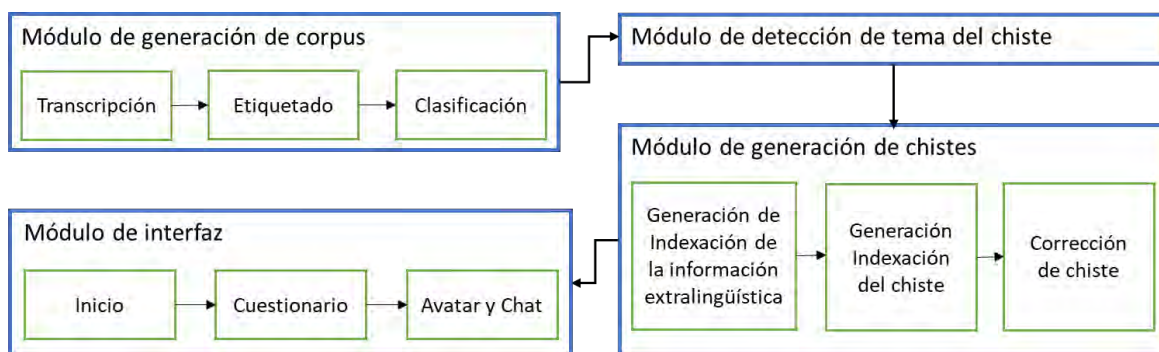 Módulo de generación de corpus
Transcripción
Etiquetado
Clasificación
Módulo de detección de tema del chiste
Módulo de generación de chistes
Generación de
Indexación de
la información
extralingüística
Generación
Indexación
del chiste
Corrección
de chiste
Módulo de interfaz
Inicio
Cuestionario
Avatar y Chat